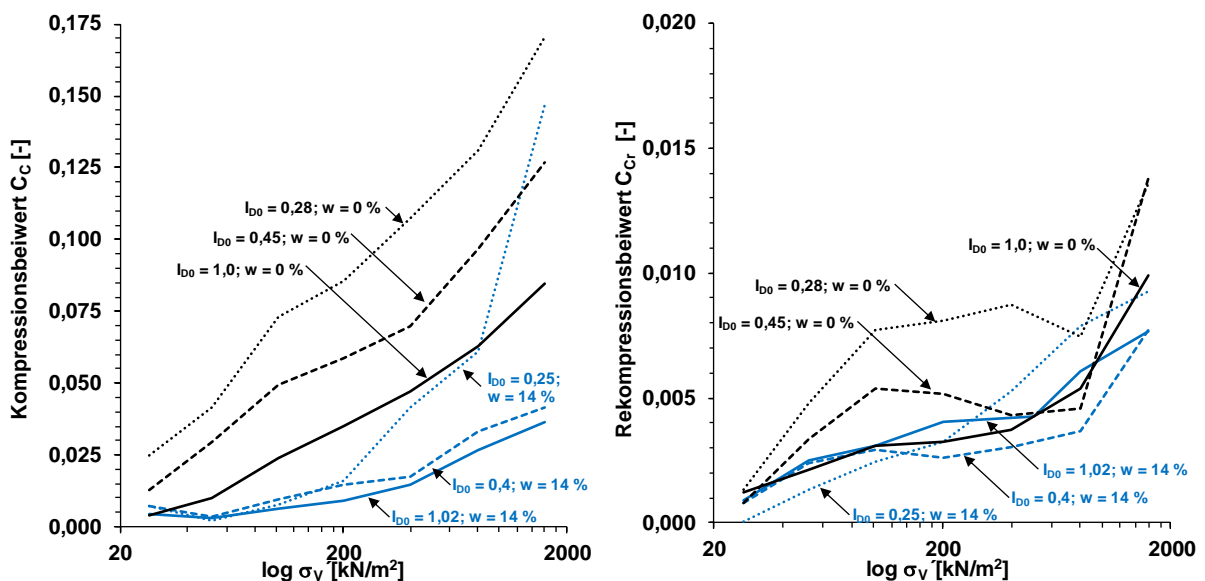 Kompressionsbeiwert C_C [-]
0,175
0,150
0,125
0,100
0,075
0,050
0,025
0,000
20
200
2000
log σ_V´[kN/m²]
I_D0 = 0,28; w = 0 %
I_D0 = 0,45; w = 0 %
I_D0 = 1,0; w = 0 %
I_D0 = 0,25;
w = 14 %
I_D0 = 0,4; w = 14 %
I_D0 = 1,02; w = 14 %
Rekompressionsbeiwert C_Cr [-]
0,020
0,015
0,010
0,005
0,000
20
200
2000
log σ_V´[kN/m²]
I_D0 = 1,0; w = 0 %
I_D0 = 0,28; w = 0 %
I_D0 = 0,45; w = 0 %
I_D0 = 1,02; w = 14 %
I_D0 = 0,4; w = 14 %
I_D0 = 0,25; w = 14 %